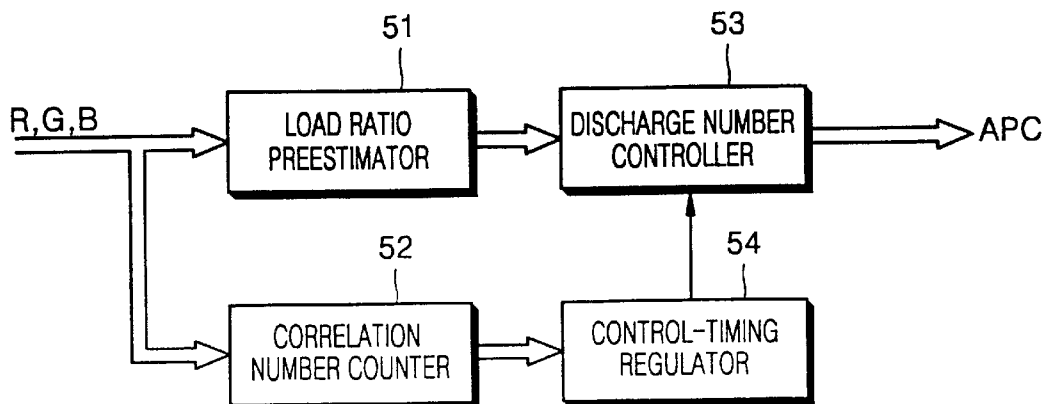 51
53
R,G,B
LOAD RATIO
PREESTIMATOR
DISCHARGE NUMBER
CONTROLLER
APC
52
54
CORRELATION
NUMBER COUNTER
CONTROL-TIMING
REGULATOR